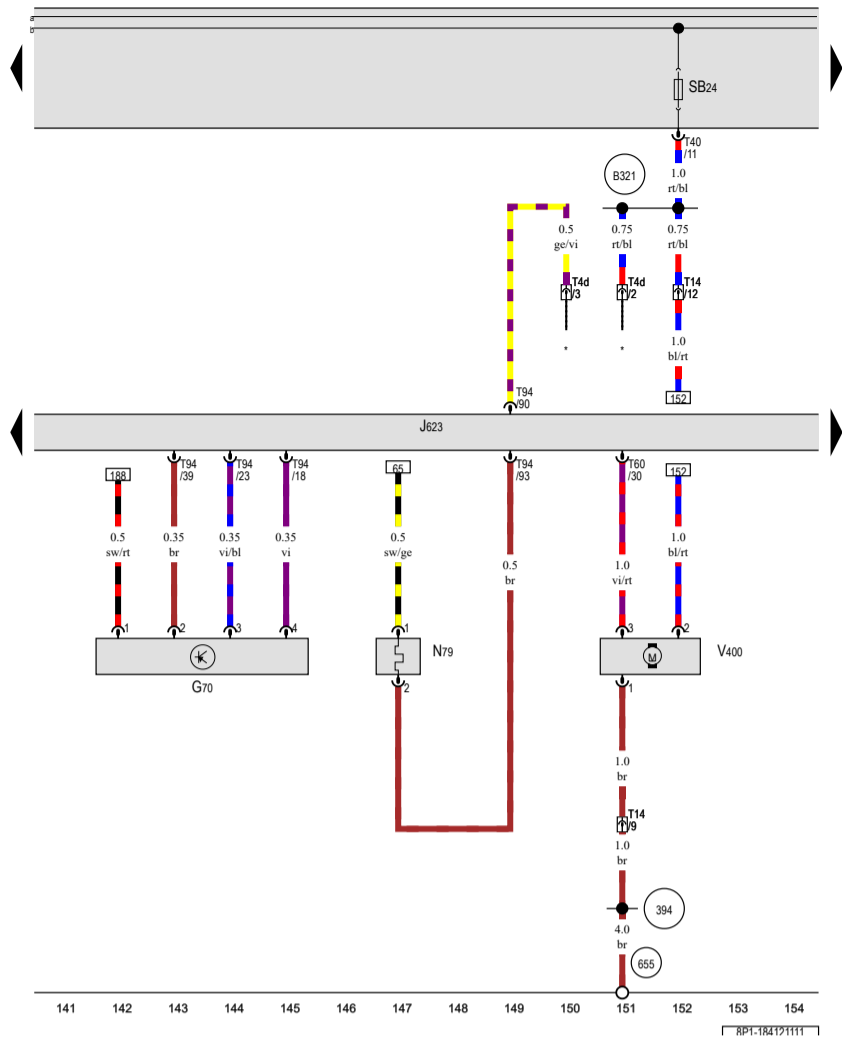 a
b
SB24
T40
/11
B321
1.0
rt/bl
0.5
ge/vi
0.75
rt/bl
0.75
rt/bl
T4d
/3
T4d
/2
T14
/12
*
*
1.0
bl/rt
152
T94
/90
J623
188
T94
/39
T94
/23
T94
/18
65
T94
/93
T60
/30
152
0.5
sw/rt
0.35
br
0.35
vi/bl
0.35
vi
0.5
sw/ge
0.5
br
1.0
vi/rt
1.0
bl/rt
1
2
3
4
1
3
2
G70
N79
M
V400
2
1
1.0
br
T14
/9
1.0
br
394
4.0
br
655
141 142 143 144 145 146 147 148 149 150 151 152 153 154
8P1-184121111